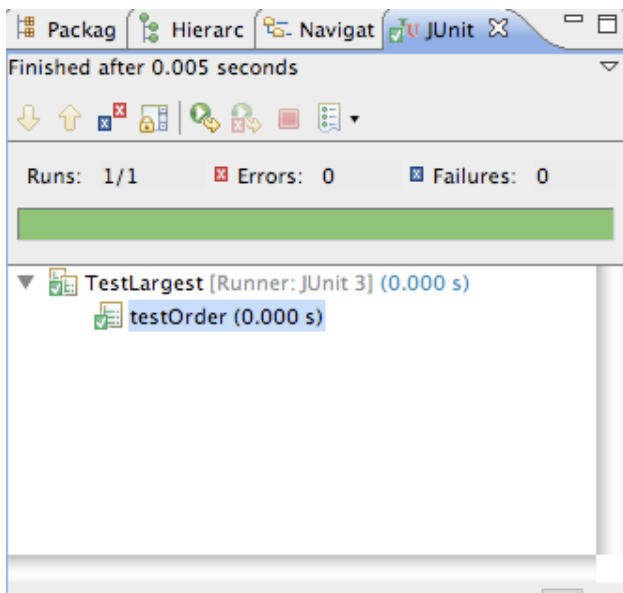 Packag Hierarc Navigat JUnit
Finished after 0.005 seconds
Runs: 1/1 Errors: 0 Failures: 0
TestLargest [Runner: JUnit 3] (0.000 s)
testOrder (0.000 s)